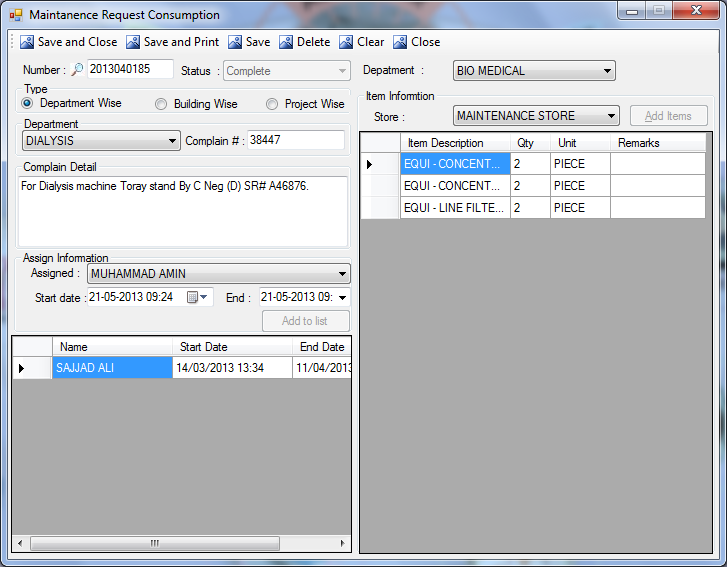 Maintanence Request Consumption
Save and Close Save and Print Save Delete Clear Close
Number : 2013040185 Status : Complete
Type
Department Wise Building Wise Project Wise
Department
DIALYSIS Complain # : 38447
Complain Detail
For Dialysis machine Toray stand By C Neg (D) SR# A46876.
Assign Information
Assigned : MUHAMMAD AMIN
Start date : 21-05-2013 09:24 End : 21-05-2013 09:
Add to list
Name Start Date End Date
SAJJAD ALI 14/03/2013 13:34 11/04/2013
Depatment : BIO MEDICAL
Item Informtion
Store : MAINTENANCE STORE Add Items
Item Description Qty Unit Remarks
EQUI - CONCENT... 2 PIECE
EQUI - CONCENT... 2 PIECE
EQUI - LINE FILTE... 2 PIECE